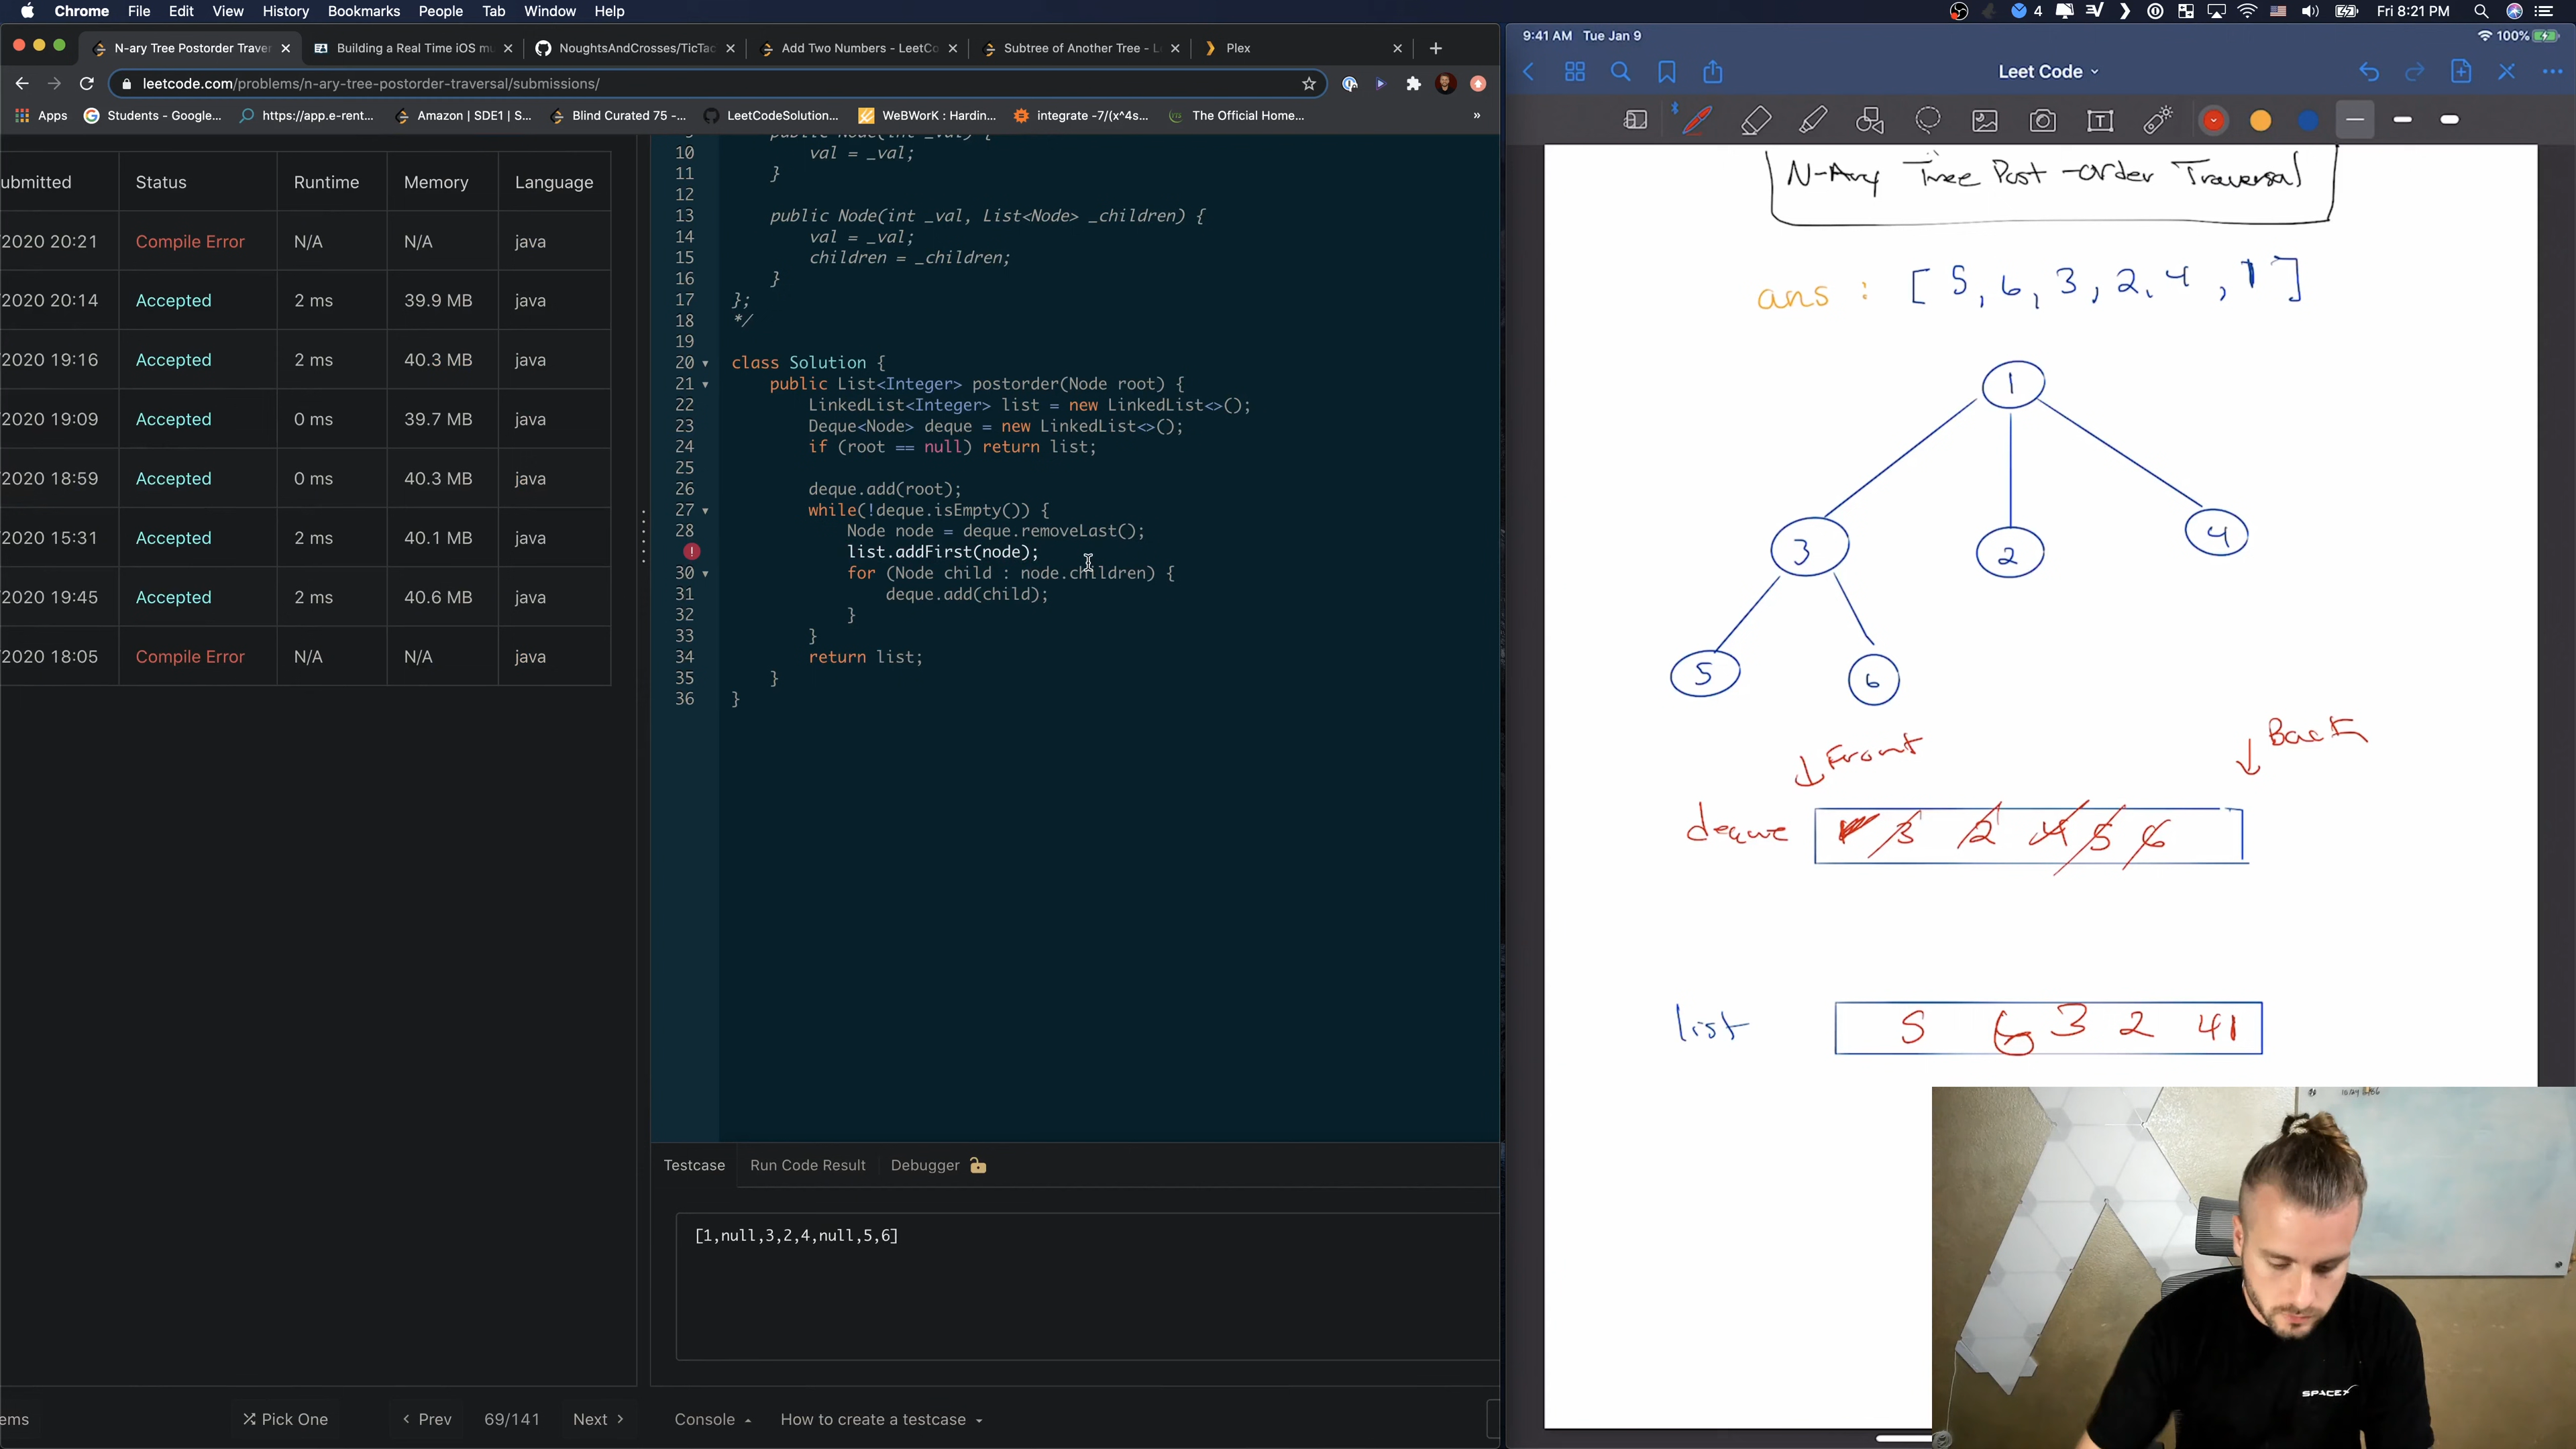 Chrome File Edit View History Bookmarks People Tab Window Help
4 Fri 8:21 PM
N-ary Tree Postorder Traver
Building a Real Time iOS mu
NoughtsAndCrosses/TicTac
Add Two Numbers - LeetCo
Subtree of Another Tree - L
Plex
leetcode.com/problems/n-ary-tree-postorder-traversal/submissions/
Apps Students - Google... https://app.e-rent... Amazon | SDE1 | S... Blind Curated 75 -... LeetCodeSolution... WeBWorK : Hardin... integrate -7/(x^4s... The Official Home... »
ubmitted Status Runtime Memory Language
/2020 20:21 Compile Error N/A N/A java
/2020 20:14 Accepted 2 ms 39.9 MB java
/2020 19:16 Accepted 2 ms 40.3 MB java
/2020 19:09 Accepted 0 ms 39.7 MB java
/2020 18:59 Accepted 0 ms 40.3 MB java
/2020 15:31 Accepted 2 ms 40.1 MB java
/2020 19:45 Accepted 2 ms 40.6 MB java
/2020 18:05 Compile Error N/A N/A java
public Node(int _val) {
10 val = _val;
11 }
12
13 public Node(int _val, List<Node> _children) {
14 val = _val;
15 children = _children;
16 }
17 };
18 */
19
20 class Solution {
21 public List<Integer> postorder(Node root) {
22 LinkedList<Integer> list = new LinkedList<>();
23 Deque<Node> deque = new LinkedList<>();
24 if (root == null) return list;
25
26 deque.add(root);
27 while(!deque.isEmpty()) {
28 Node node = deque.removeLast();
! list.addFirst(node);
30 for (Node child : node.children) {
31 deque.add(child);
32 }
33 }
34 return list;
35 }
36 }
Testcase Run Code Result Debugger
[1,null,3,2,4,null,5,6]
ems Pick One Prev 69/141 Next Console How to create a testcase
9:41 AM Tue Jan 9 100%
Leet Code
N-Ary Tree Post-Order Traversal
ans : [ 5, 6, 3, 2, 4, 1 ]
1
3 2 4
5 6
Front Back
deque 3 2 4 5 6
list 5 6 3 2 4 1
SPACEX